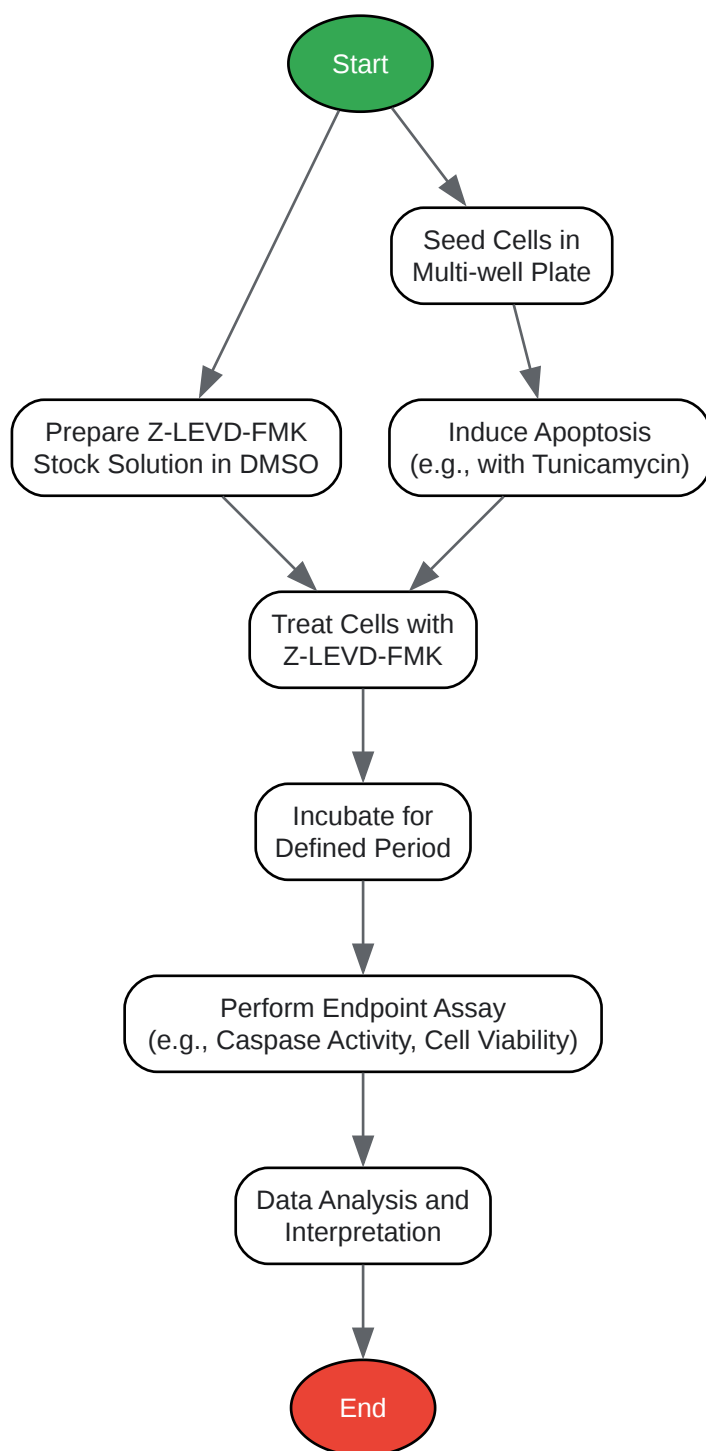 Start
Seed Cells in
Multi-well Plate
Prepare Z-LEVD-FMK
Stock Solution in DMSO
Induce Apoptosis
(e.g., with Tunicamycin)
Treat Cells with
Z-LEVD-FMK
Incubate for
Defined Period
Perform Endpoint Assay
(e.g., Caspase Activity, Cell Viability)
Data Analysis and
Interpretation
End